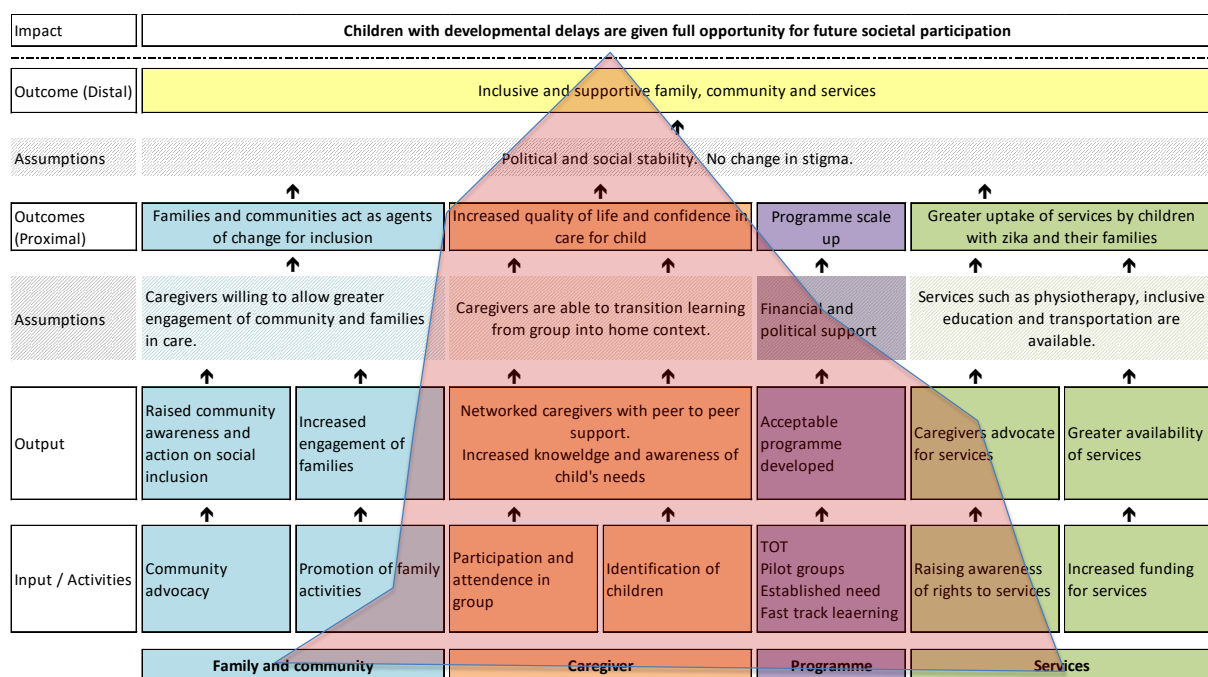 Impact
Children with developmental delays are given full opportunity for future societal participation
Outcome (Distal)
Inclusive and supportive family, community and services
Assumptions
Political and social stability. No change in stigma.
Outcomes
(Proximal)
Families and communities act as agents
of change for inclusion
Increased quality of life and confidence in
care for child
Programme scale
up
Greater uptake of services by children
with zika and their families
Assumptions
Caregivers willing to allow greater
engagement of community and families
in care.
Caregivers are able to transition learning
from group into home context.
Financial and
political support
Services such as physiotherapy, inclusive
education and transportation are
available.
Output
Raised community
awareness and
action on social
inclusion
Increased
engagement of
families
Networked caregivers with peer to peer
support.
Increased knoweldge and awareness of
child's needs
Acceptable
programme
developed
Caregivers advocate
for services
Greater availability
of services
Input / Activities
Community
advocacy
Promotion of family
activities
Participation and
attendence in
group
Identification of
children
TOT
Pilot groups
Established need
Fast track leaerning
Raising awareness
of rights to services
Increased funding
for services
Family and community
Caregiver
Programme
Services